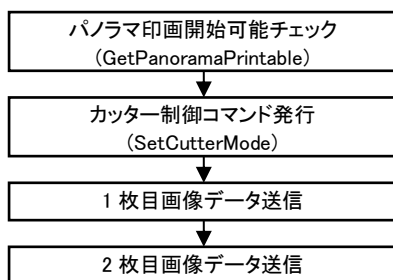 パノラマ印画開始可能チェック
(GetPanoramaPrintable)
カッター制御コマンド発行
(SetCutterMode)
1 枚目画像データ送信
2 枚目画像データ送信